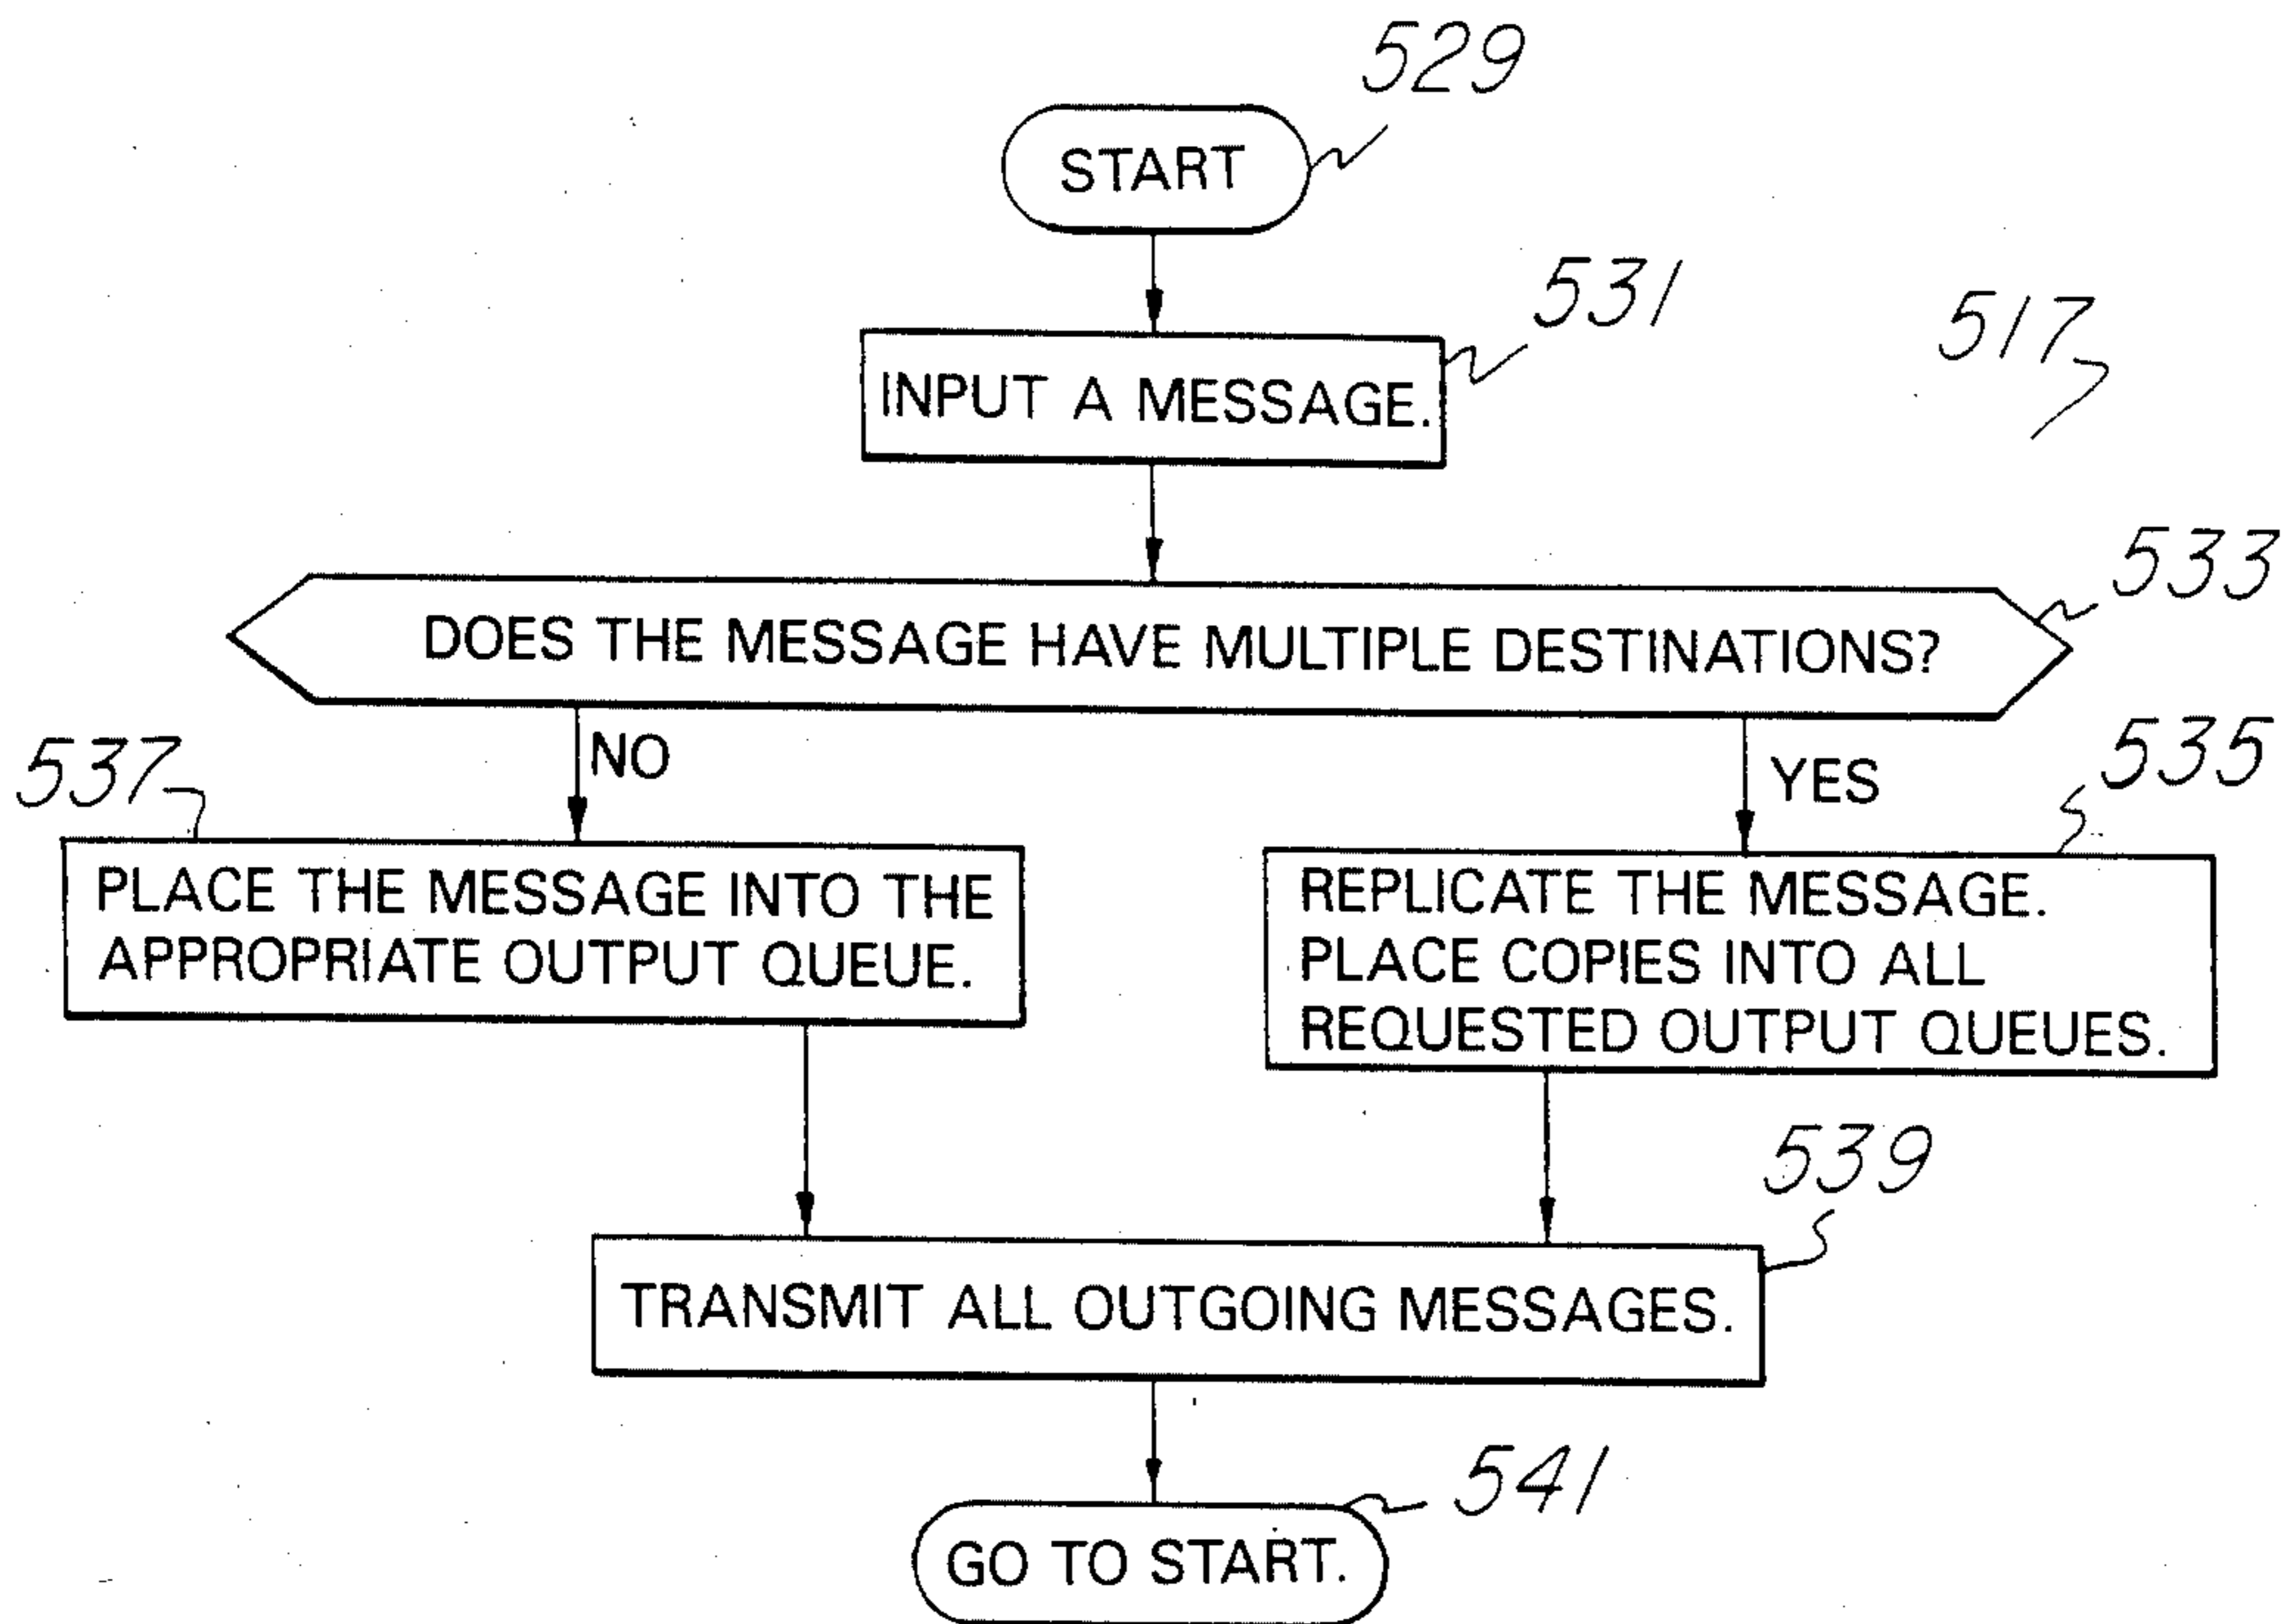 529
START
531
INPUT A MESSAGE.
517
533
DOES THE MESSAGE HAVE MULTIPLE DESTINATIONS?
537
NO
YES
535
PLACE THE MESSAGE INTO THE
APPROPRIATE OUTPUT QUEUE.
REPLICATE THE MESSAGE.
PLACE COPIES INTO ALL
REQUESTED OUTPUT QUEUES.
539
TRANSMIT ALL OUTGOING MESSAGES.
541
GO TO START.